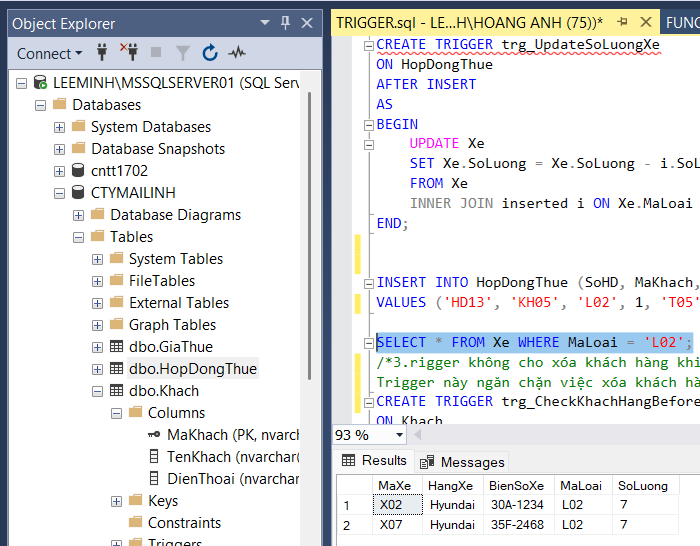 Object Explorer
Connect
LEEMINH\MSSQLSERVER01 (SQL Serv
Databases
System Databases
Database Snapshots
cntt1702
CTYMAILINH
Database Diagrams
Tables
System Tables
FileTables
External Tables
Graph Tables
dbo.GiaThue
dbo.HopDongThue
dbo.Khach
Columns
MaKhach (PK, nvarch
TenKhach (nvarchar(
DienThoai (nvarchar(
Keys
Constraints
Triggers
TRIGGER.sql - LE...H\HOANG ANH (75))*
FUNC
CREATE TRIGGER trg_UpdateSoLuongXe
ON HopDongThue
AFTER INSERT
AS
BEGIN
UPDATE Xe
SET Xe.SoLuong = Xe.SoLuong - i.SoL
FROM Xe
INNER JOIN inserted i ON Xe.MaLoai
END;
INSERT INTO HopDongThue (SoHD, MaKhach,
VALUES ('HD13', 'KH05', 'L02', 1, 'T05'
SELECT * FROM Xe WHERE MaLoai = 'L02';
/*3.rigger không cho xóa khách hàng khi
Trigger này ngăn chặn việc xóa khách hà
CREATE TRIGGER trg_CheckKhachHangBefore
ON Khach
93 %
Results Messages
MaXe HangXe BienSoXe MaLoai SoLuong
1 X02 Hyundai 30A-1234 L02 7
2 X07 Hyundai 35F-2468 L02 7